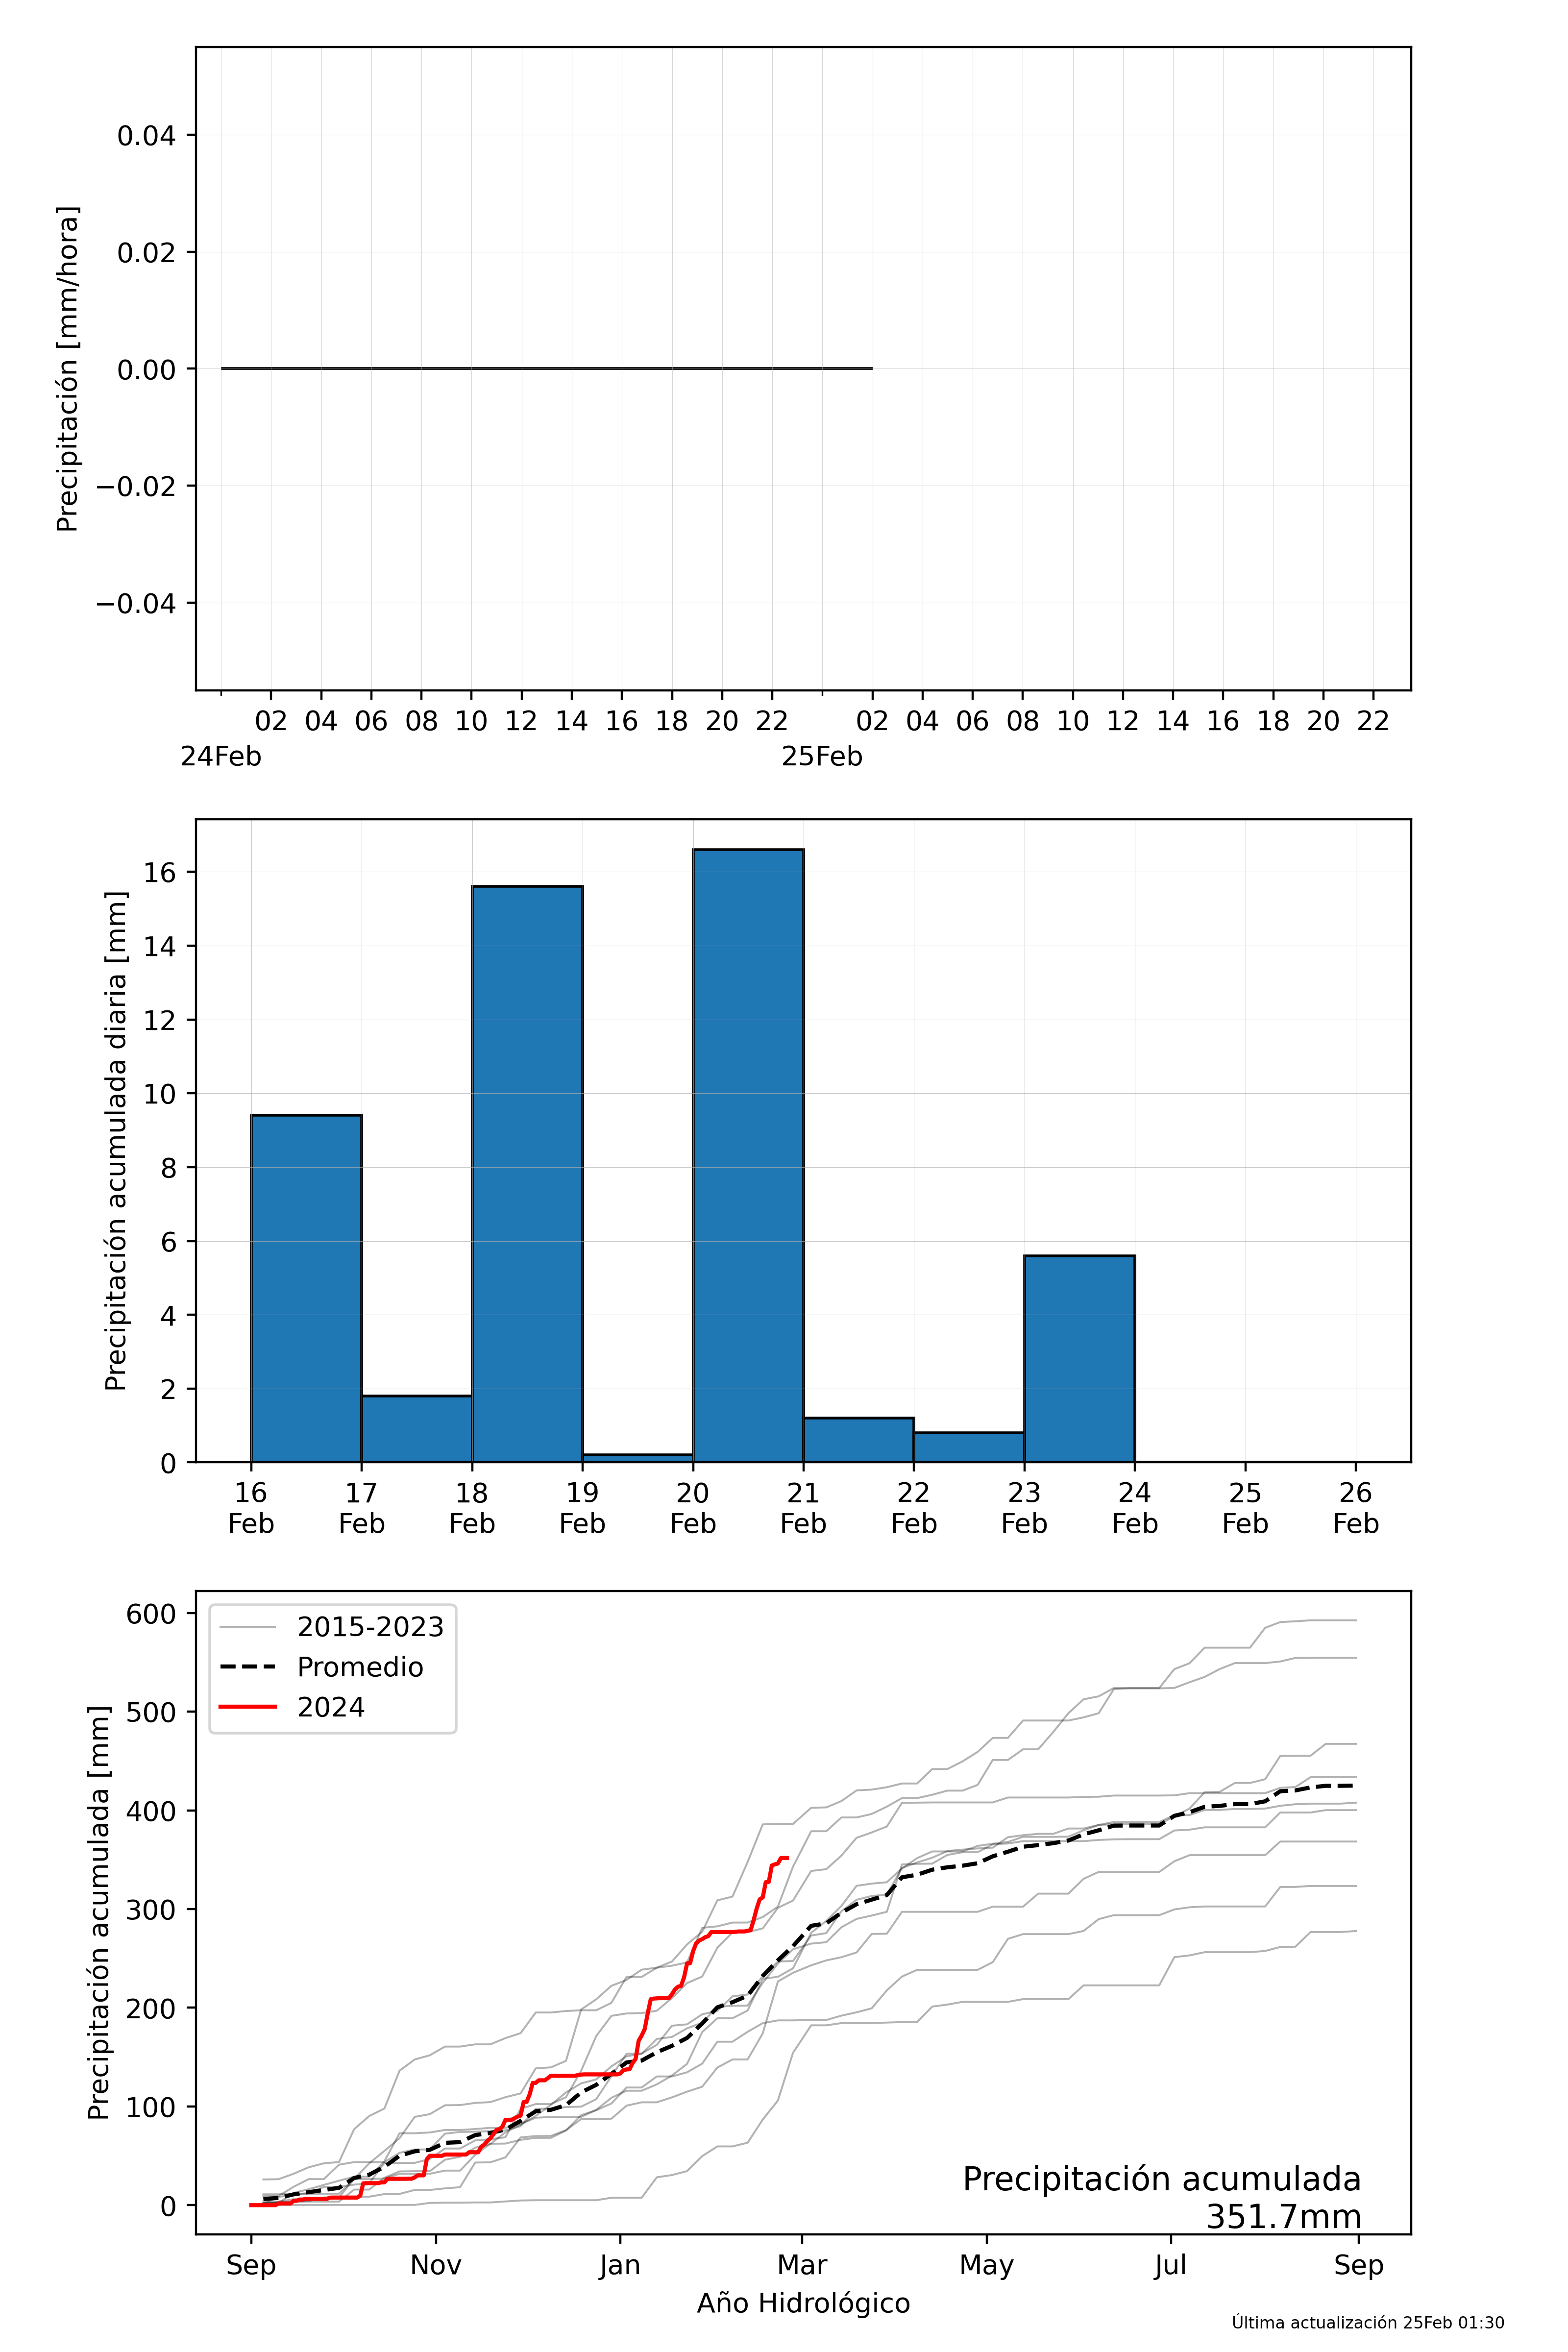 0.04
0.02
0.00
−0.02
−0.04
Precipitación [mm/hora]
02 04 06 08 10 12 14 16 18 20 22 02 04 06 08 10 12 14 16 18 20 22
24Feb 25Feb
16
14
12
10
8
6
4
2
0
Precipitación acumulada diaria [mm]
16 17 18 19 20 21 22 23 24 25 26
Feb Feb Feb Feb Feb Feb Feb Feb Feb Feb Feb
600
500
400
300
200
100
0
Precipitación acumulada [mm]
2015-2023
Promedio
2024
Precipitación acumulada
351.7mm
Sep Nov Jan Mar May Jul Sep
Año Hidrológico
Última actualización 25Feb 01:30